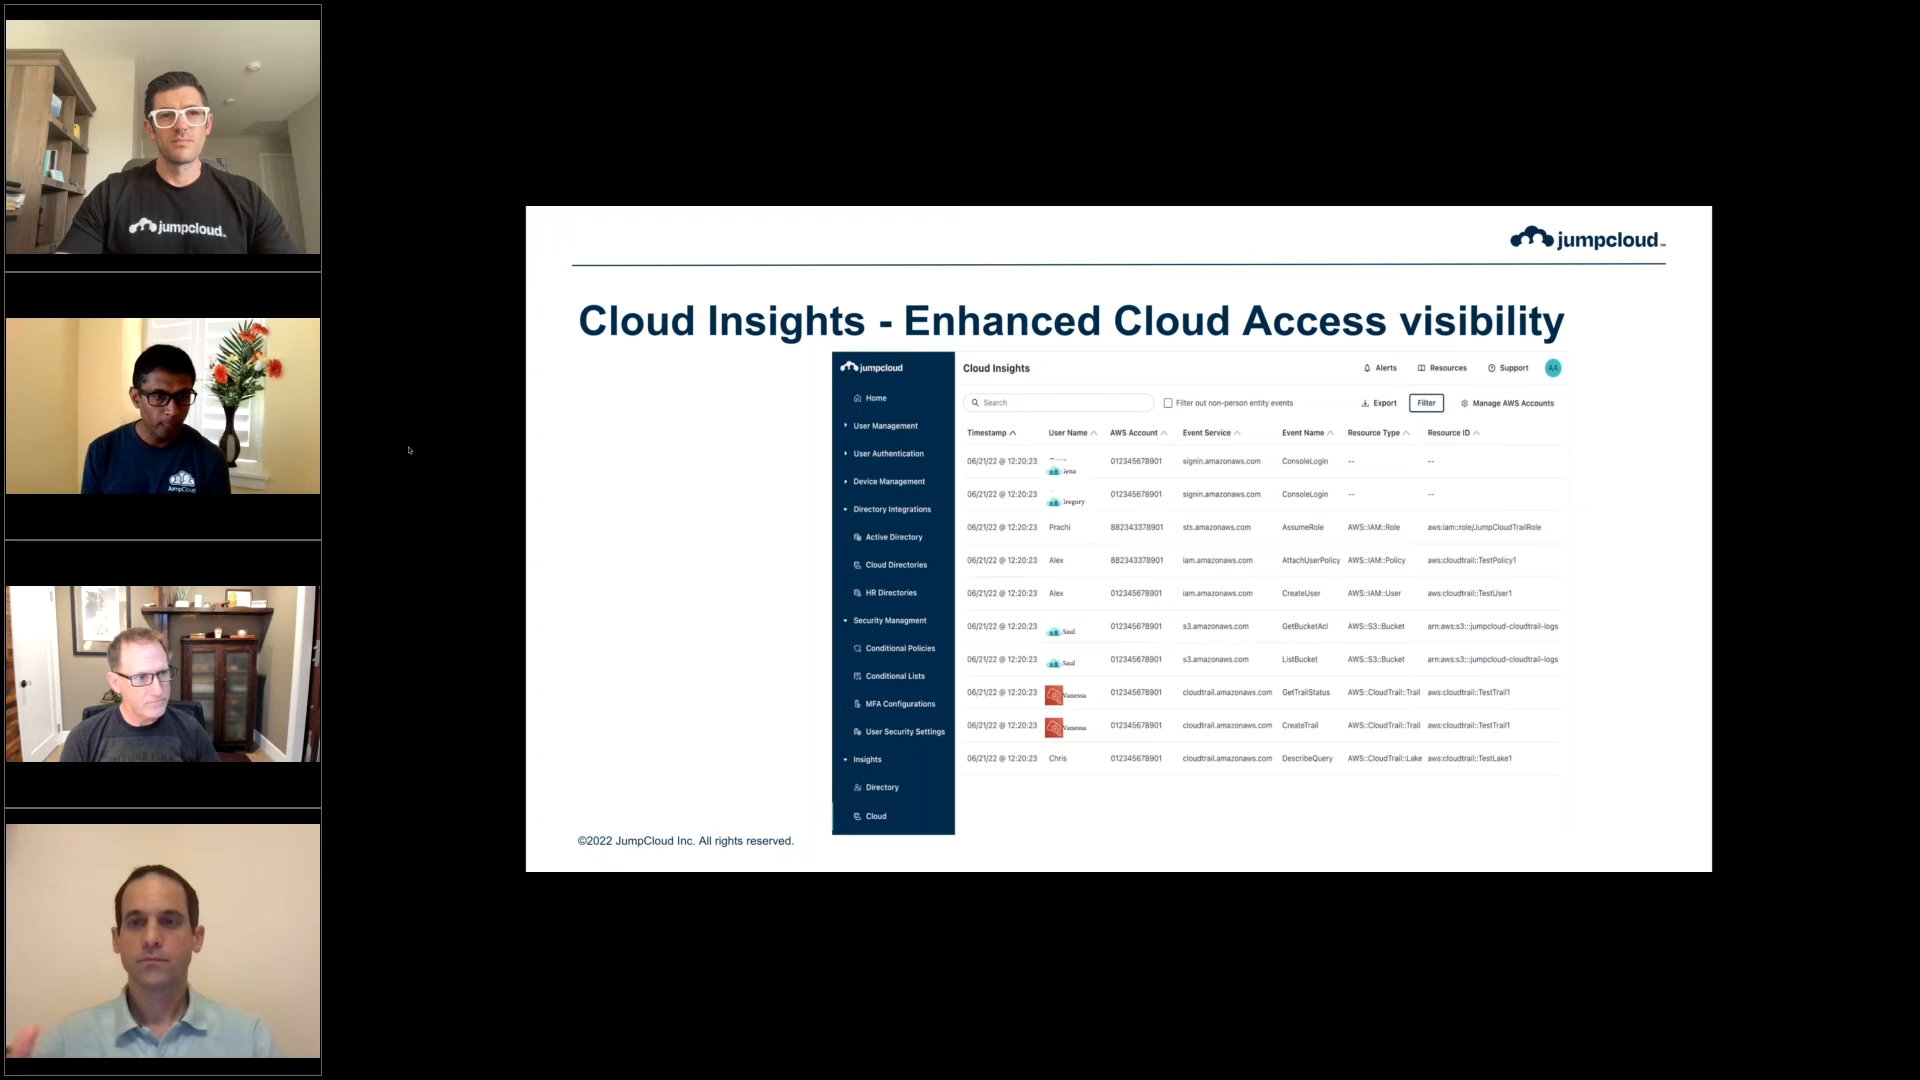 jumpcloud
JumpCloud
jumpcloud
Cloud Insights - Enhanced Cloud Access visibility
jumpcloud
Home
User Management
User Authentication
Device Management
Directory Integrations
Active Directory
Cloud Directories
HR Directories
Security Managment
Conditional Policies
Conditional Lists
MFA Configurations
User Security Settings
Insights
Directory
Cloud
Cloud Insights
Alerts Resources Support AA
Search Filter out non-person entity events Export Filter Manage AWS Accounts
Timestamp User Name AWS Account Event Service Event Name Resource Type Resource ID
06/21/22 @ 12:20:23 012345678901 signin.amazonaws.com ConsoleLogin -- --
06/21/22 @ 12:20:23 012345678901 signin.amazonaws.com ConsoleLogin -- --
06/21/22 @ 12:20:23 Prachi 882343378901 sts.amazonaws.com AssumeRole AWS::IAM::Role aws:iam::role/JumpCloudTrailRole
06/21/22 @ 12:20:23 Alex 882343378901 iam.amazonaws.com AttachUserPolicy AWS::IAM::Policy aws:cloudtrail::TestPolicy1
06/21/22 @ 12:20:23 Alex 012345678901 iam.amazonaws.com CreateUser AWS::IAM::User aws:cloudtrail::TestUser1
06/21/22 @ 12:20:23 Saul 012345678901 s3.amazonaws.com GetBucketAcl AWS::S3::Bucket arn:aws:s3:::jumpcloud-cloudtrail-logs
06/21/22 @ 12:20:23 Saul 012345678901 s3.amazonaws.com ListBucket AWS::S3::Bucket arn:aws:s3:::jumpcloud-cloudtrail-logs
06/21/22 @ 12:20:23 Vanessa 012345678901 cloudtrail.amazonaws.com GetTrailStatus AWS::CloudTrail::Trail aws:cloudtrail::TestTrail1
06/21/22 @ 12:20:23 Vanessa 012345678901 cloudtrail.amazonaws.com CreateTrail AWS::CloudTrail::Trail aws:cloudtrail::TestTrail1
06/21/22 @ 12:20:23 Chris 012345678901 cloudtrail.amazonaws.com DescribeQuery AWS::CloudTrail::Lake aws:cloudtrail::TestLake1
©2022 JumpCloud Inc. All rights reserved.